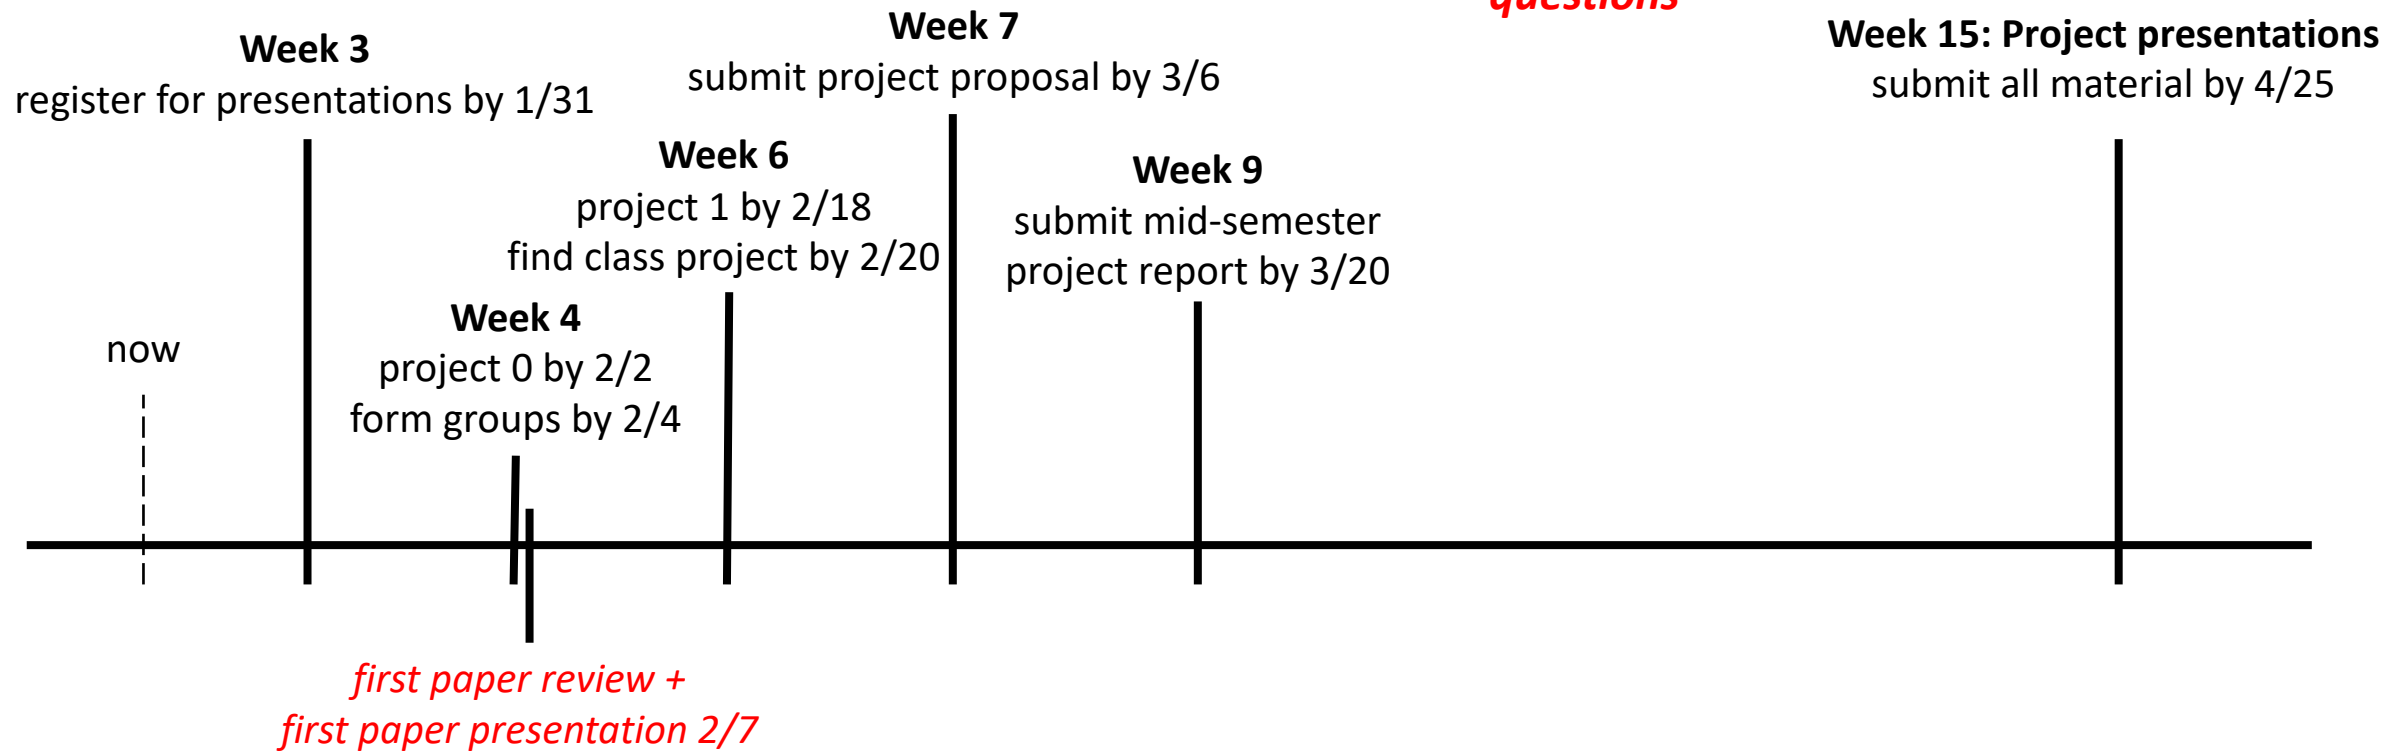 questions
Week 3
register for presentations by 1/31
Week 7
submit project proposal by 3/6
Week 15: Project presentations
submit all material by 4/25
Week 6
project 1 by 2/18
find class project by 2/20
Week 9
submit mid-semester
project report by 3/20
now
Week 4
project 0 by 2/2
form groups by 2/4
first paper review +
first paper presentation 2/7